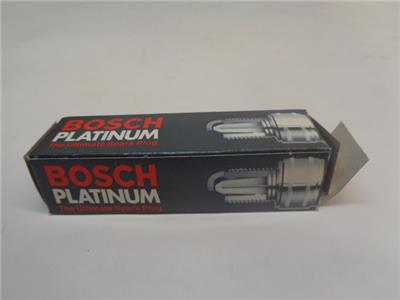 BOSCH
PLATINUM
The Ultimate Spark Plug
BOSCH
PLATINUM
The Ultimate Spark Plug